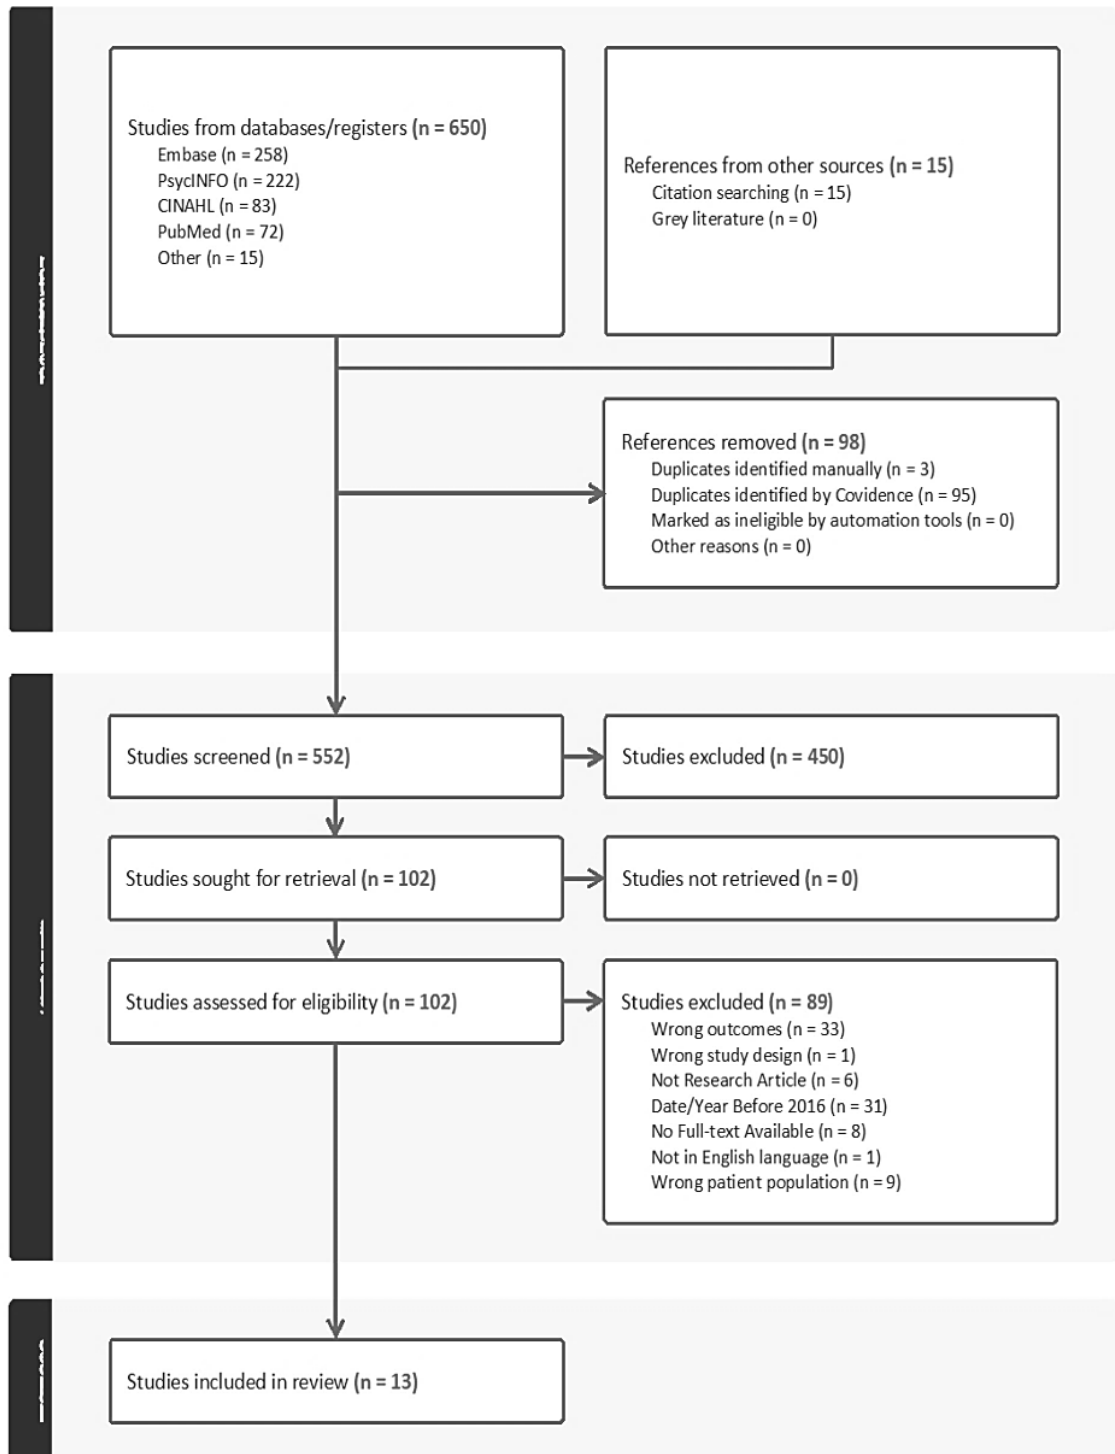 Studies from databases/registers (n = 650)
Embase (n = 258)
PsycINFO (n = 222)
CINAHL (n = 83)
PubMed (n = 72)
Other (n = 15)
References from other sources (n = 15)
Citation searching (n = 15)
Grey literature (n = 0)
References removed (n = 98)
Duplicates identified manually (n = 3)
Duplicates identified by Covidence (n = 95)
Marked as ineligible by automation tools (n = 0)
Other reasons (n = 0)
Studies screened (n = 552)
Studies excluded (n = 450)
Studies sought for retrieval (n = 102)
Studies not retrieved (n = 0)
Studies assessed for eligibility (n = 102)
Studies excluded (n = 89)
Wrong outcomes (n = 33)
Wrong study design (n = 1)
Not Research Article (n = 6)
Date/Year Before 2016 (n = 31)
No Full-text Available (n = 8)
Not in English language (n = 1)
Wrong patient population (n = 9)
Studies included in review (n = 13)